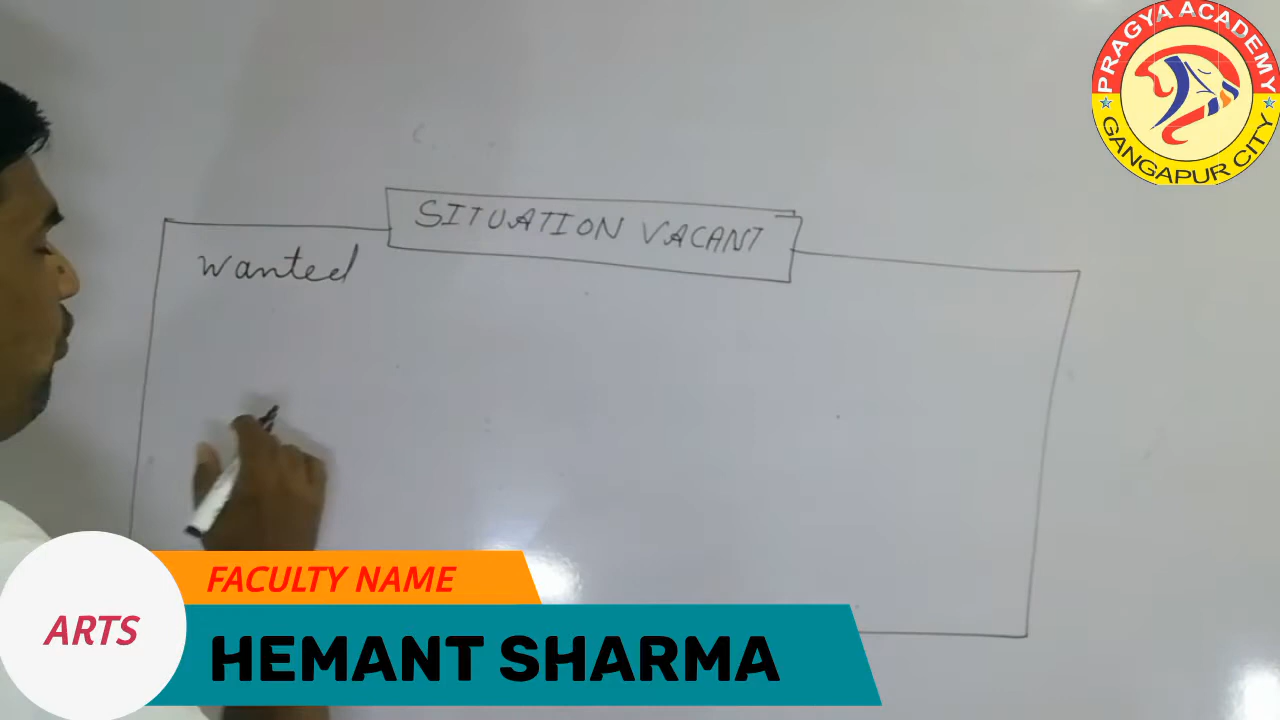 PRAGYA ACADEMY
GANGAPUR CITY
SITUATION VACANT
wanted
FACULTY NAME
ARTS
HEMANT SHARMA